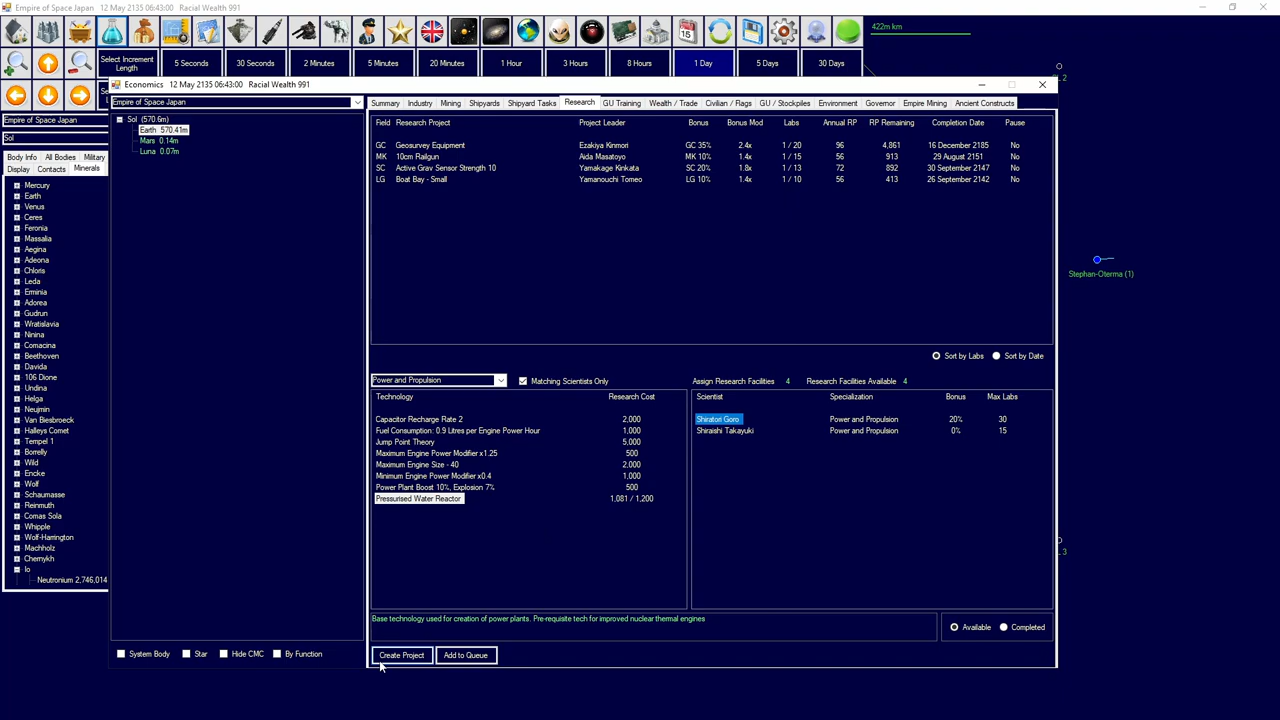 Empire of Space Japan   12 May 2135 06:43:00   Racial Wealth 991
422m km
Select Increment Length
5 Seconds
30 Seconds
2 Minutes
5 Minutes
20 Minutes
1 Hour
3 Hours
8 Hours
1 Day
5 Days
30 Days
Economics   12 May 2135 06:43:00   Racial Wealth 991
Empire of Space Japan
Summary Industry Mining Shipyards Shipyard Tasks Research GU Training Wealth / Trade Civilian / Flags GU / Stockpiles Environment Governor Empire Mining Ancient Constructs
Empire of Space Japan
Sol
Body Info All Bodies Military
Display Contacts Minerals
Mercury
Earth
Venus
Ceres
Feronia
Massalia
Aegina
Adeona
Chloris
Leda
Erminia
Adorea
Gudrun
Wratislavia
Ninina
Comacina
Beethoven
Davida
106 Dione
Undina
Helga
Neujmin
Van Biesbroeck
Halleys Comet
Tempel 1
Borrelly
Wild
Encke
Wolf
Schaumasse
Reinmuth
Comas Sola
Whipple
Wolf-Harrington
Machholz
Chernykh
Io
Neutronium 2,746,014
Sol (570.6m)
Earth 570.41m
Mars 0.14m
Luna 0.07m
System Body Star Hide CMC By Function
Field Research Project Project Leader Bonus Bonus Mod Labs Annual RP RP Remaining Completion Date Pause
GC Geosurvey Equipment Ezakiya Kinmori GC 35% 2.4x 1 / 20 96 4,861 16 December 2185 No
MK 10cm Railgun Aida Masatoyo MK 10% 1.4x 1 / 15 56 913 29 August 2151 No
SC Active Grav Sensor Strength 10 Yamakage Kinkata SC 20% 1.8x 1 / 13 72 892 30 September 2147 No
LG Boat Bay - Small Yamanouchi Tomeo LG 10% 1.4x 1 / 10 56 413 26 September 2142 No
Sort by Labs Sort by Date
Power and Propulsion Matching Scientists Only Assign Research Facilities 4 Research Facilities Available 4
Technology Research Cost
Capacitor Recharge Rate 2 2,000
Fuel Consumption: 0.9 Litres per Engine Power Hour 1,000
Jump Point Theory 5,000
Maximum Engine Power Modifier x1.25 500
Maximum Engine Size - 40 2,000
Minimum Engine Power Modifier x0.4 1,000
Power Plant Boost 10%, Explosion 7% 500
Pressurised Water Reactor 1,081 / 1,200
Scientist Specialization Bonus Max Labs
Shiratori Goro Power and Propulsion 20% 30
Shiraishi Takayuki Power and Propulsion 0% 15
Base technology used for creation of power plants. Pre-requisite tech for improved nuclear thermal engines
Available Completed
Create Project Add to Queue
Stephan-Oterma (1)